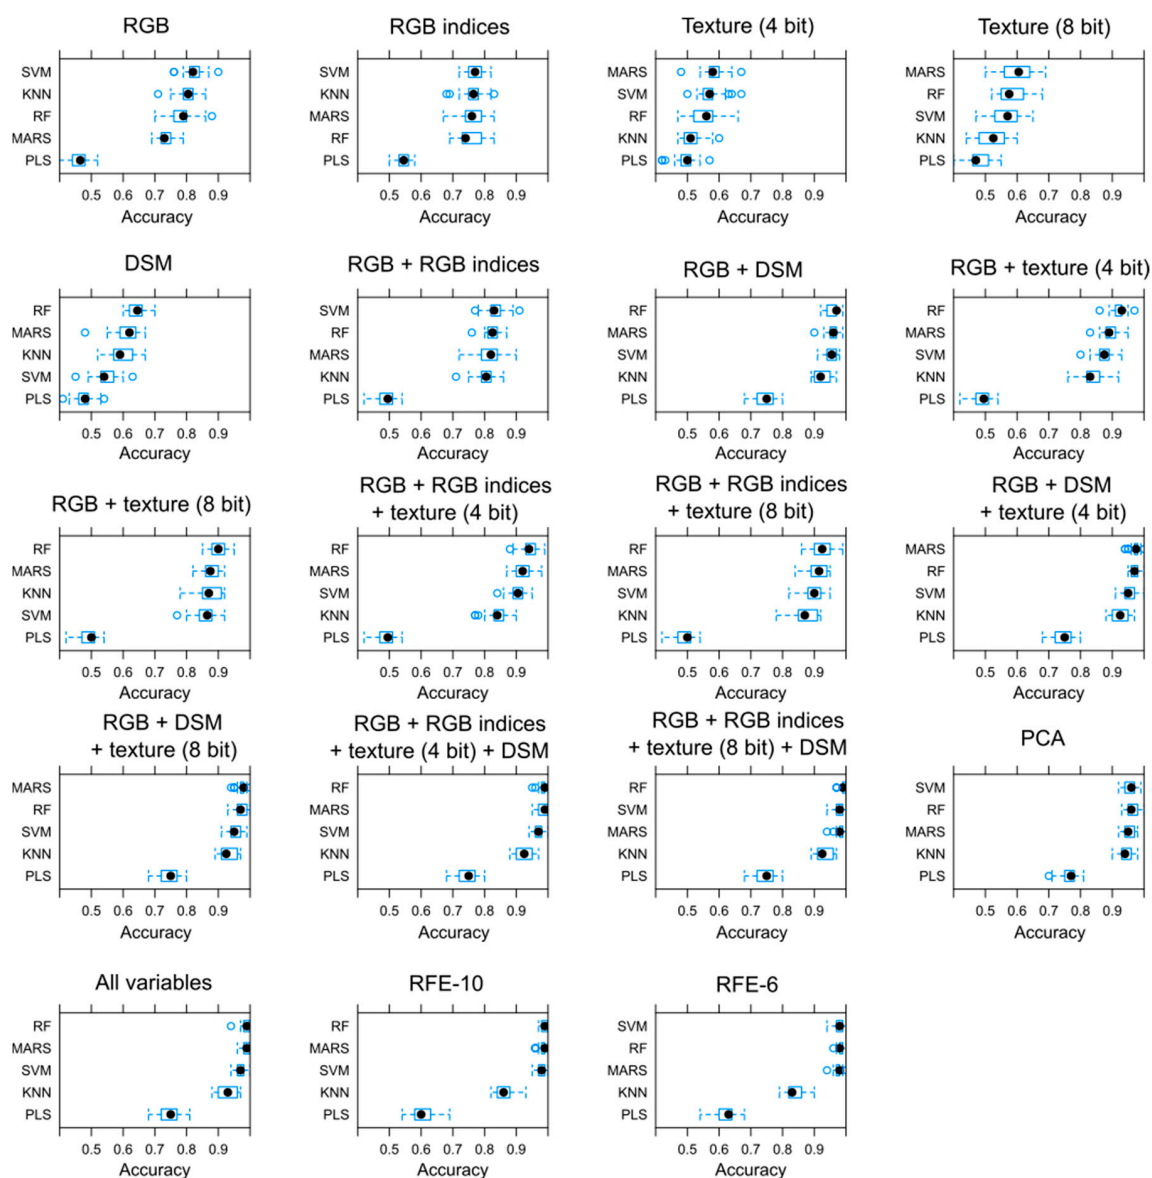 RGB
RGB indices
Texture (4 bit)
Texture (8 bit)
SVM
KNN
RF
MARS
PLS
0.5 0.6 0.7 0.8 0.9
Accuracy
SVM
KNN
MARS
RF
PLS
0.5 0.6 0.7 0.8 0.9
Accuracy
MARS
SVM
RF
KNN
PLS
0.5 0.6 0.7 0.8 0.9
Accuracy
MARS
RF
SVM
KNN
PLS
0.5 0.6 0.7 0.8 0.9
Accuracy
DSM
RGB + RGB indices
RGB + DSM
RGB + texture (4 bit)
RF
MARS
KNN
SVM
PLS
0.5 0.6 0.7 0.8 0.9
Accuracy
SVM
RF
MARS
KNN
PLS
0.5 0.6 0.7 0.8 0.9
Accuracy
RF
MARS
SVM
KNN
PLS
0.5 0.6 0.7 0.8 0.9
Accuracy
RF
MARS
SVM
KNN
PLS
0.5 0.6 0.7 0.8 0.9
Accuracy
RGB + texture (8 bit)
RGB + RGB indices
+ texture (4 bit)
RGB + RGB indices
+ texture (8 bit)
RGB + DSM
+ texture (4 bit)
RF
MARS
KNN
SVM
PLS
0.5 0.6 0.7 0.8 0.9
Accuracy
RF
MARS
SVM
KNN
PLS
0.5 0.6 0.7 0.8 0.9
Accuracy
RF
MARS
SVM
KNN
PLS
0.5 0.6 0.7 0.8 0.9
Accuracy
MARS
RF
SVM
KNN
PLS
0.5 0.6 0.7 0.8 0.9
Accuracy
RGB + DSM
+ texture (8 bit)
RGB + RGB indices
+ texture (4 bit) + DSM
RGB + RGB indices
+ texture (8 bit) + DSM
PCA
MARS
RF
SVM
KNN
PLS
0.5 0.6 0.7 0.8 0.9
Accuracy
RF
MARS
SVM
KNN
PLS
0.5 0.6 0.7 0.8 0.9
Accuracy
RF
SVM
MARS
KNN
PLS
0.5 0.6 0.7 0.8 0.9
Accuracy
SVM
RF
MARS
KNN
PLS
0.5 0.6 0.7 0.8 0.9
Accuracy
All variables
RFE-10
RFE-6
RF
MARS
SVM
KNN
PLS
0.5 0.6 0.7 0.8 0.9
Accuracy
RF
MARS
SVM
KNN
PLS
0.5 0.6 0.7 0.8 0.9
Accuracy
SVM
RF
MARS
KNN
PLS
0.5 0.6 0.7 0.8 0.9
Accuracy